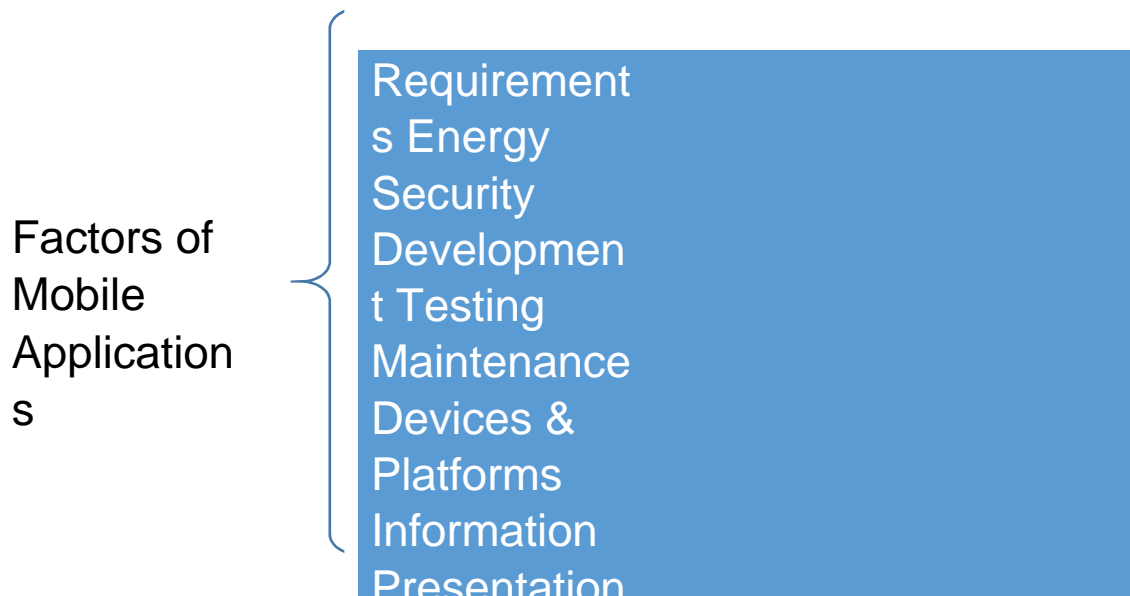 Factors of
Mobile
Application
s
Requirement
s Energy
Security
Developmen
t Testing
Maintenance
Devices &
Platforms
Information
Presentation